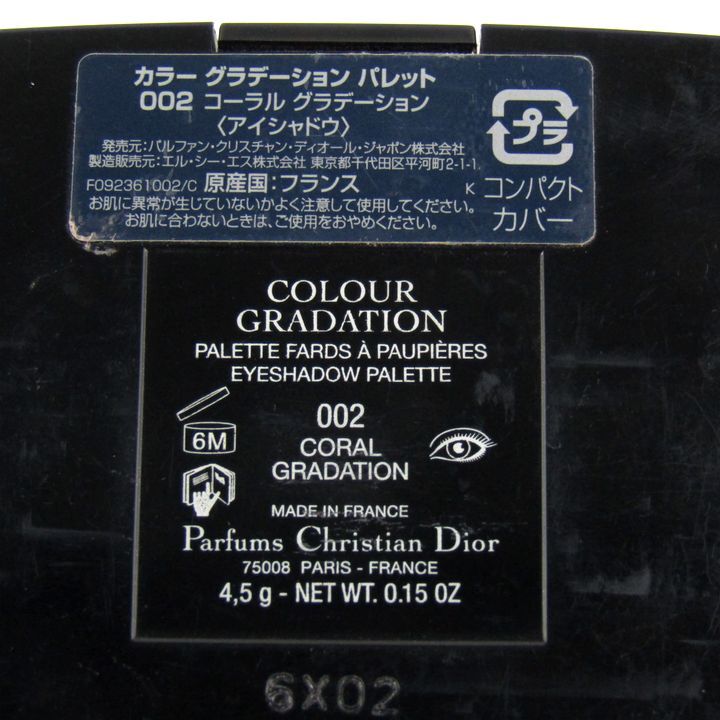 カラー グラデーション パレット
002 コーラル グラデーション
〈アイシャドウ〉
発売元:パルファン・クリスチャン・ディオール・ジャポン株式会社
製造販売元:エル・シー・エス株式会社 東京都千代田区平河町2-1-1
F092361002/C 原産国:フランス
お肌に異常が生じていないかよく注意して使用してください。
お肌に合わないときは、ご使用をおやめください。
プラ
K コンパクト
カバー
COLOUR
GRADATION
PALETTE FARDS À PAUPIÈRES
EYESHADOW PALETTE
002
CORAL
GRADATION
6M
MADE IN FRANCE
Parfums Christian Dior
75008 PARIS - FRANCE
4,5 g - NET WT. 0.15 OZ
6X02